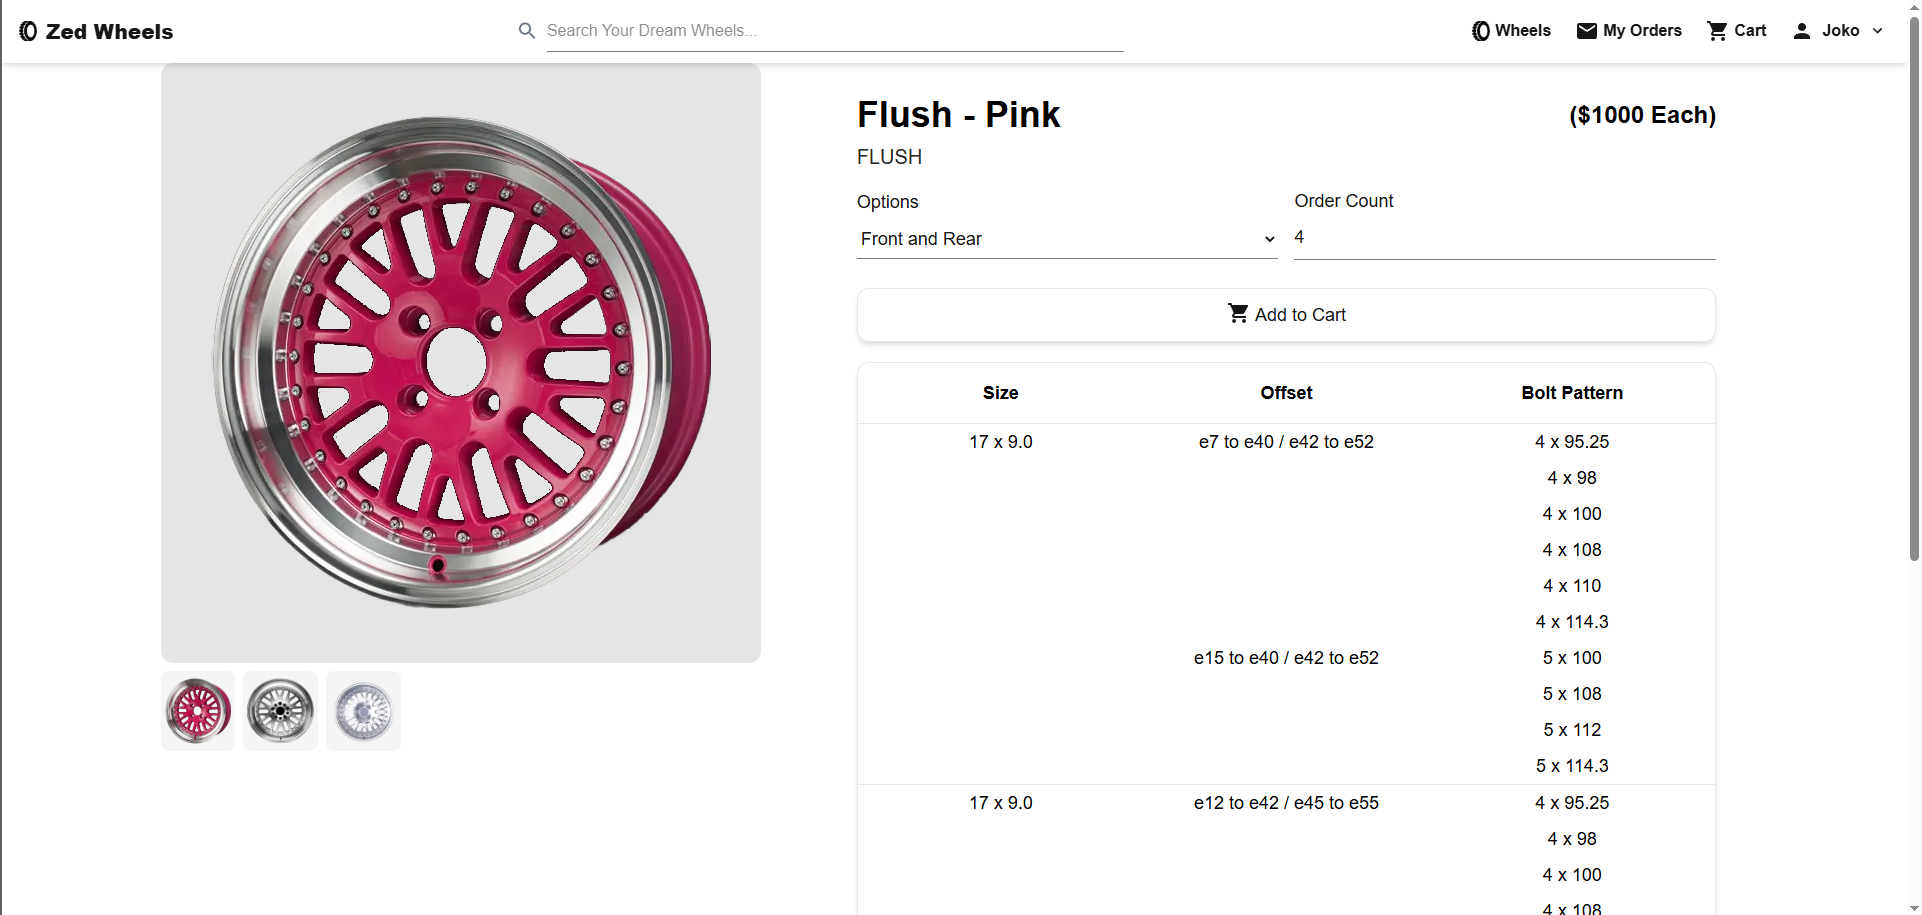 Zed Wheels
Search Your Dream Wheels...
Wheels
My Orders
Cart
Joko
Flush - Pink
($1000 Each)
FLUSH
Options
Order Count
Front and Rear
4
Add to Cart
Size Offset Bolt Pattern
17 x 9.0 e7 to e40 / e42 to e52 4 x 95.25
4 x 98
4 x 100
4 x 108
4 x 110
4 x 114.3
e15 to e40 / e42 to e52 5 x 100
5 x 108
5 x 112
5 x 114.3
17 x 9.0 e12 to e42 / e45 to e55 4 x 95.25
4 x 98
4 x 100
4 x 108